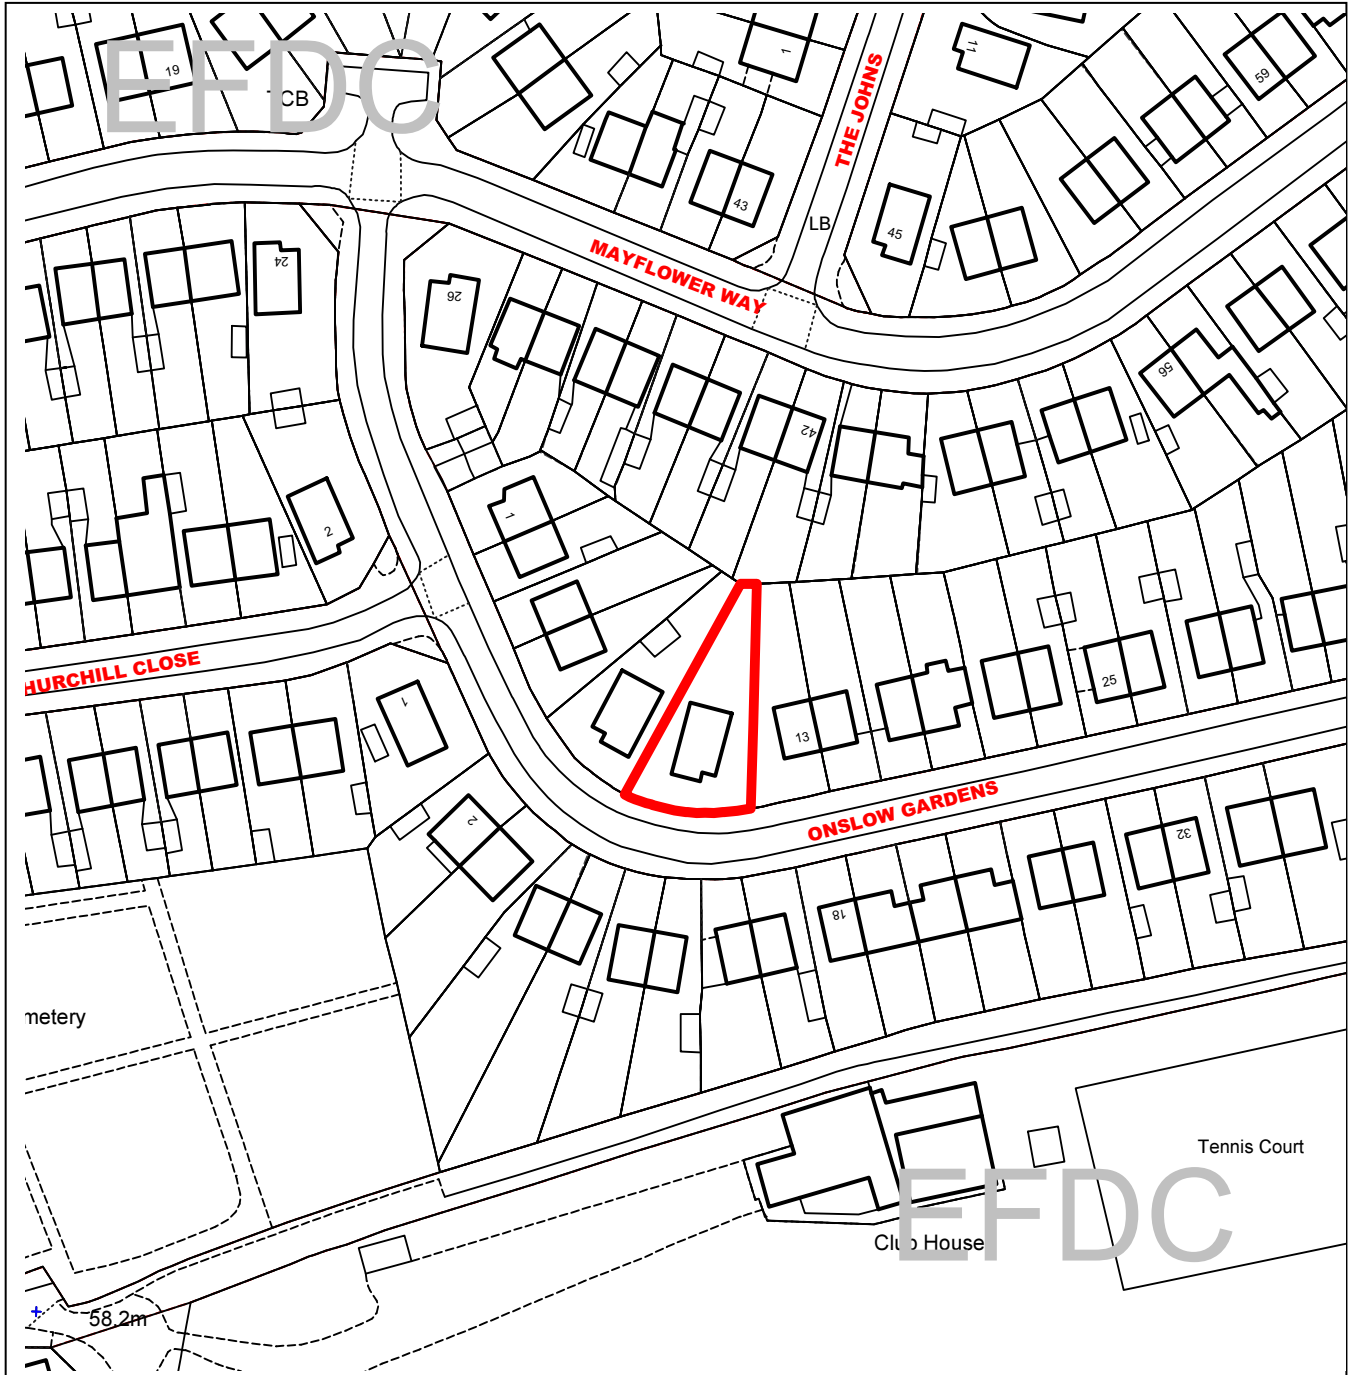 EFDC
19
TCB
1
11
59
THE JOHNS
43
LB
45
MAYFLOWER WAY
24
26
56
42
1
2
HURCHILL CLOSE
1
25
13
ONSLOW GARDENS
2
32
18
metery
Tennis Court
EFDC
Club House
58.2m